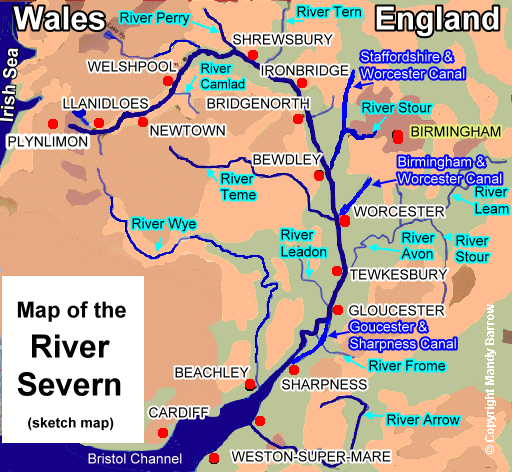 Wales
England
River Perry
River Tern
SHREWSBURY
Irish Sea
WELSHPOOL
River
Camlad
IRONBRIDGE
Staffordshire &
Worcester Canal
LLANIDLOES
BRIDGENORTH
River Stour
PLYNLIMON
NEWTOWN
BIRMINGHAM
BEWDLEY
Birmingham &
Worcester Canal
River
Teme
River
Leam
WORCESTER
River Wye
River
Leadon
River
Avon
River
Stour
TEWKESBURY
Map of the
River
Severn
(sketch map)
GLOUCESTER
Goucester &
Sharpness Canal
River Frome
BEACHLEY
SHARPNESS
CARDIFF
River Arrow
Bristol Channel
WESTON-SUPER-MARE
© Copyright Mandy Barrow